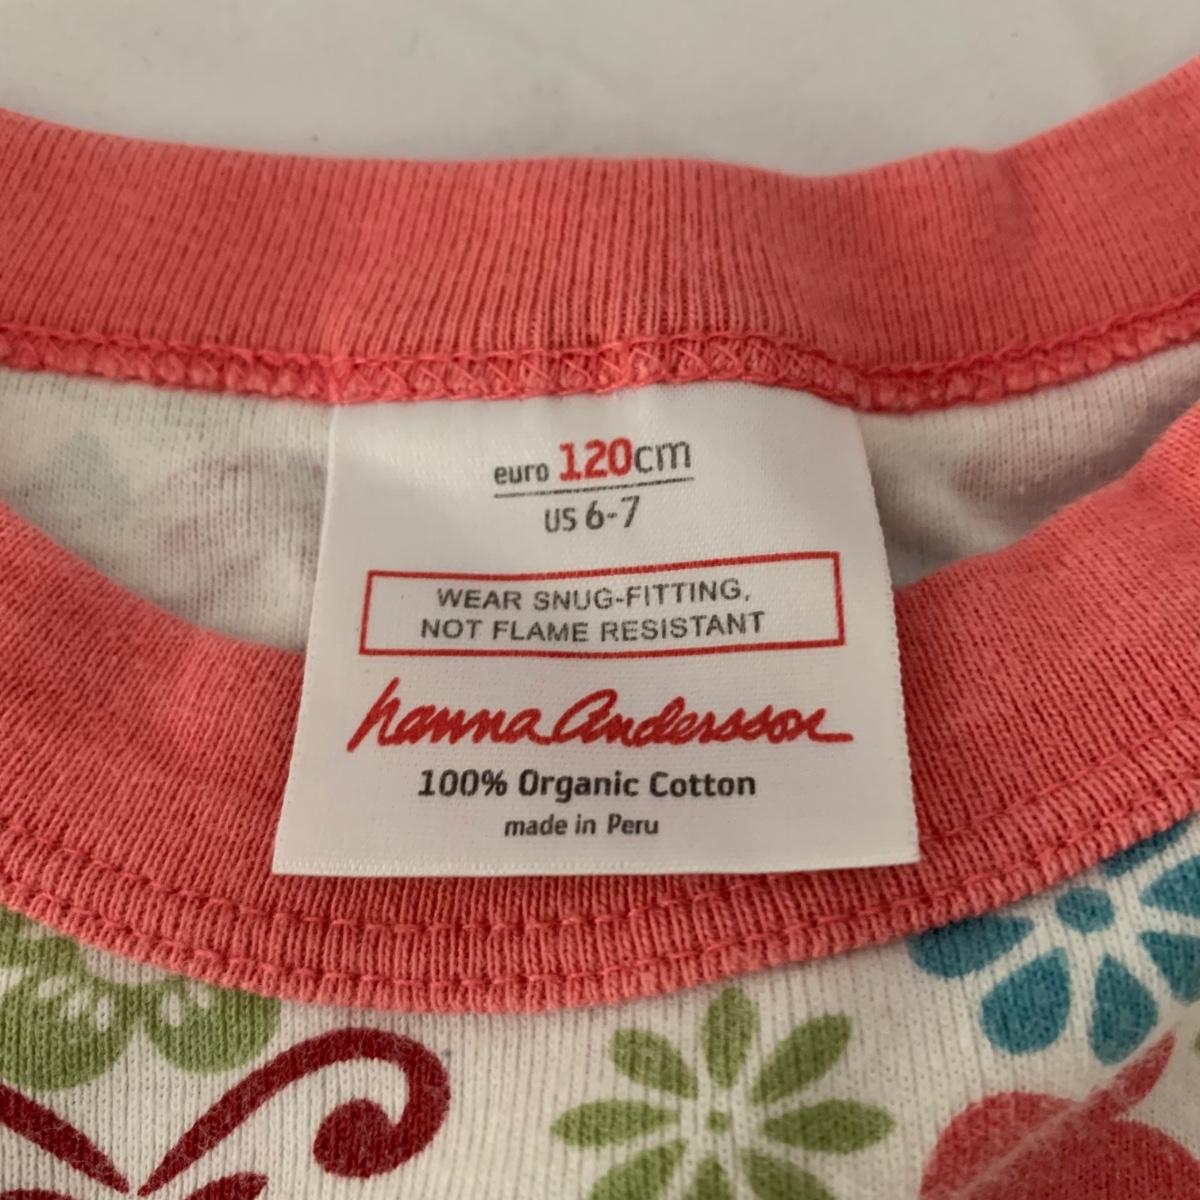 euro 120cm
US 6-7
WEAR SNUG-FITTING,
NOT FLAME RESISTANT
hanna Andersson
100% Organic Cotton
made in Peru